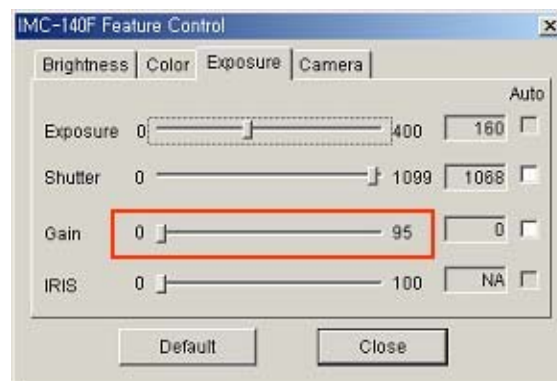 IMC-140F Feature Control
Brightness Color Exposure Camera
Auto
Exposure 0 400 160
Shutter 0 1099 1068
Gain 0 95 0
IRIS 0 100 NA
Default Close